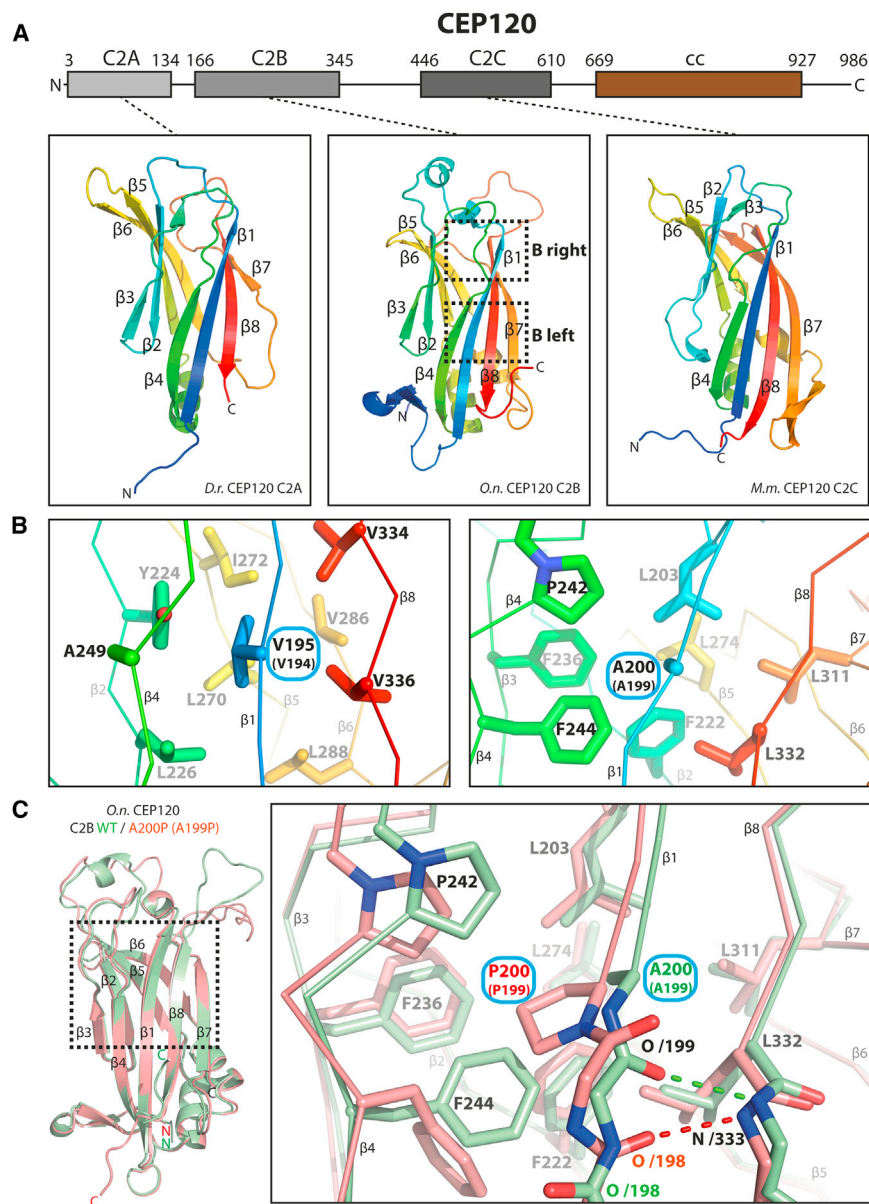 CEP120
A
3 134 166 C2A C2B 345 446 C2C 610 669 cc 927 986
N C
β5
β6
β1
β3
β2
β7
β8
β4
C
N
D.r. CEP120 C2A
β5
β6
β1
B right
β3
β2
β7
B left
β4
β8
C
N
O.n. CEP120 C2B
β2
β5
β3
β6
β1
β7
β4
β8
N
C
M.m. CEP120 C2C
B
V334
I272
Y224
β8
V286
A249
V195
(V194)
L270
V336
β2
β4
β5
β1
β6
L226
L288
P242
L203
β4
β8
L274
β7
F236
A200
(A199)
L311
β3
β5
F244
F222
β6
L332
β4
β1
β2
C
O.n. CEP120
C2B WT / A200P (A199P)
β6
β5
β2
β8
β3
β1
β7
β4
C
C
N
N
C
β8
L203
β1
P242
β3
L274
L311
β7
P200
(P199)
A200
(A199)
F236
β2
O /199
L332
β6
F244
N /333
β4
F222
O /198
O /198
β5